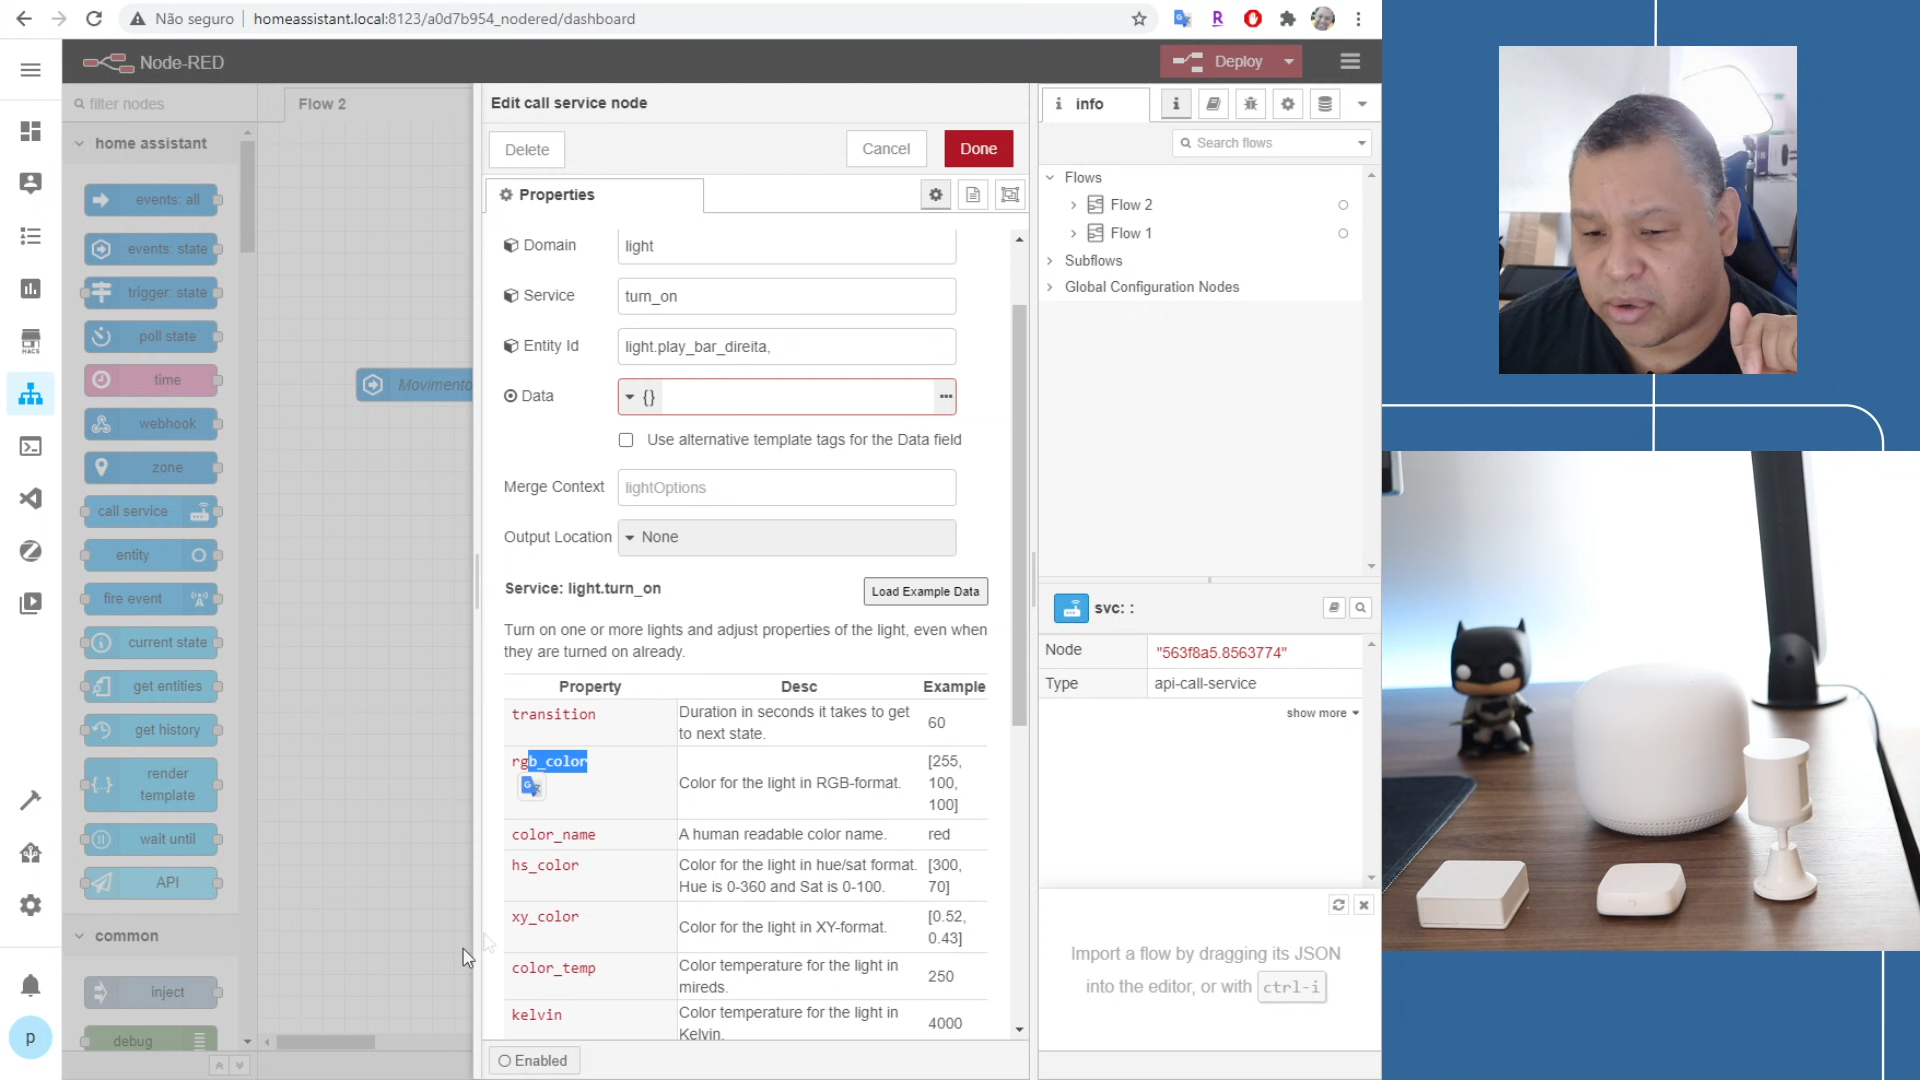 Não seguro
homeassistant.local:8123/a0d7b954_nodered/dashboard
Node-RED
Deploy
filter nodes
Flow 2
home assistant
events: all
events: state
trigger: state
poll state
time
webhook
zone
call service
entity
fire event
current state
get entities
get history
render
template
wait until
API
common
inject
debug
HACS
p
Movimento
Edit call service node
Delete
Cancel
Done
Properties
Domain
light
Service
turn_on
Entity Id
light.play_bar_direita,
Data
{}
Use alternative template tags for the Data field
Merge Context
lightOptions
Output Location
None
Service: light.turn_on
Load Example Data
Turn on one or more lights and adjust properties of the light, even when
they are turned on already.
Property Desc Example
transition
Duration in seconds it takes to get
to next state.
60
rgb_color
Color for the light in RGB-format.
[255,
100,
100]
color_name
A human readable color name.
red
hs_color
Color for the light in hue/sat format.
Hue is 0-360 and Sat is 0-100.
[300,
70]
xy_color
Color for the light in XY-format.
[0.52,
0.43]
color_temp
Color temperature for the light in
mireds.
250
kelvin
Color temperature for the light in
Kelvin.
4000
Enabled
info
Search flows
Flows
Flow 2
Flow 1
Subflows
Global Configuration Nodes
svc: :
Node
"563f8a5.8563774"
Type
api-call-service
show more
Import a flow by dragging its JSON
into the editor, or with ctrl-i